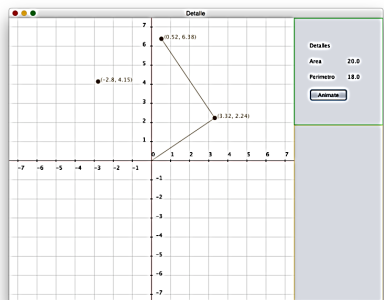 Detalle
7
(0.52, 6.38)
6
Detalles
5
Area 20.0
(-2.8, 4.15)
4
Perimetro 18.0
3
Animate
(3.32, 2.24)
2
1
0 1 2 3 4 5 6 7
-7 -6 -5 -4 -3 -2 -1
-1
-2
-3
-4
-5
-6
-7